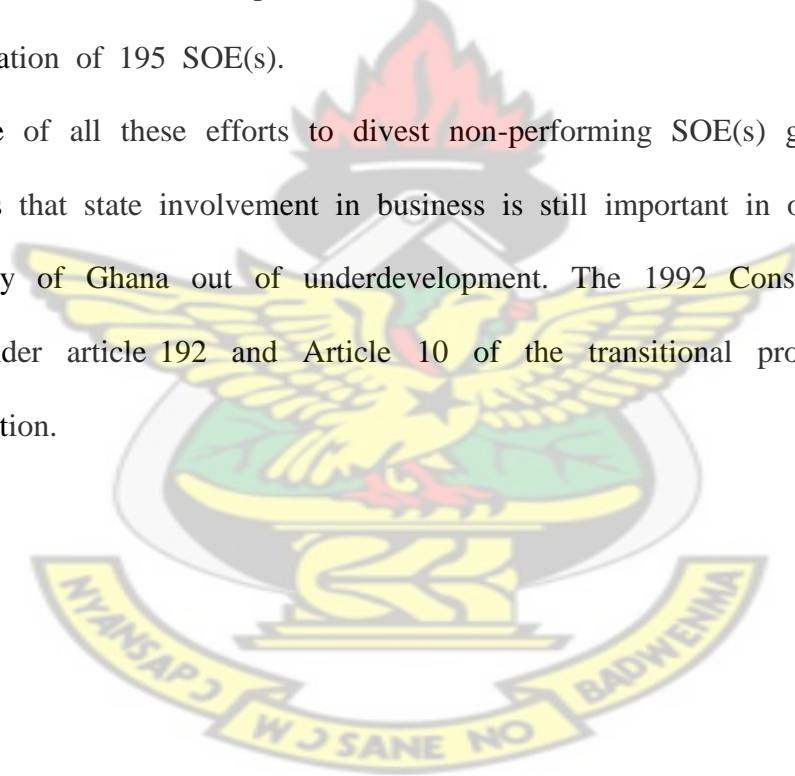 ation of 195 SOE(s).
e of all these efforts to divest non-performing SOE(s) g
s that state involvement in business is still important in o
y of Ghana out of underdevelopment. The 1992 Cons
der article 192 and Article 10 of the transitional pro
tion.
NYANSAPƆ
WƆSANE NO
BADWENMA